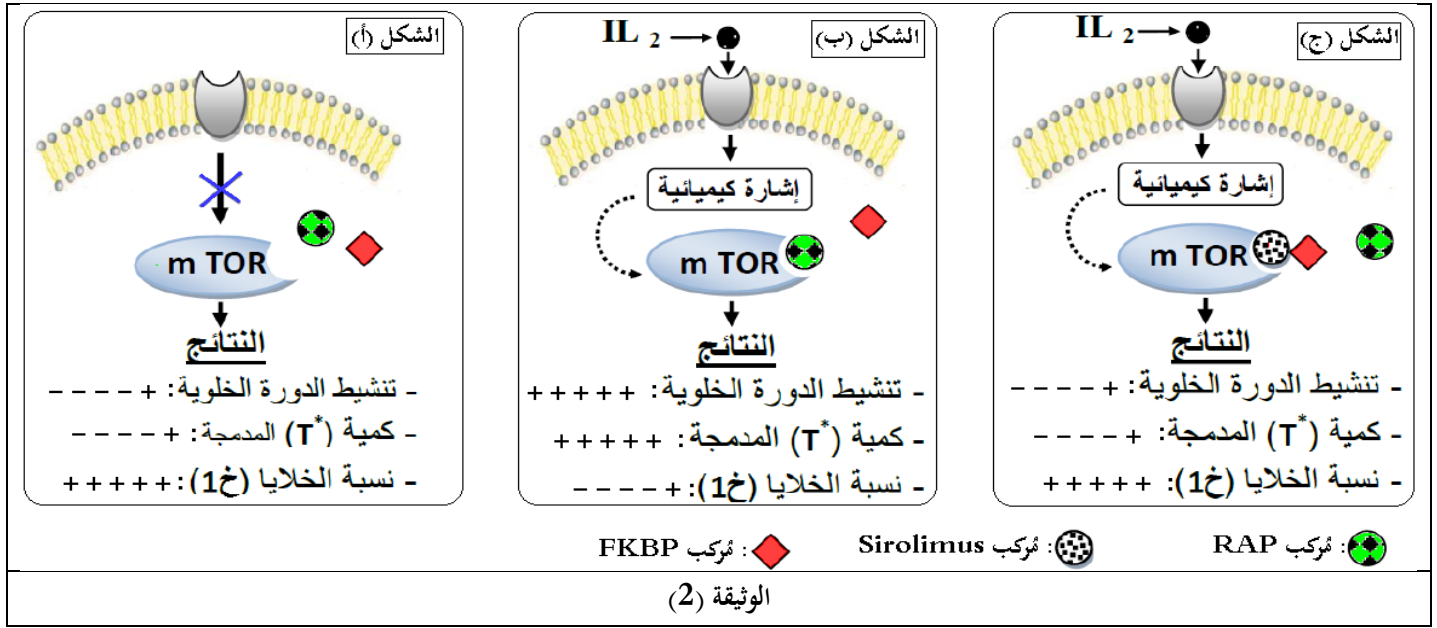 الشكل (أ)
m TOR
النتائج
- تنشيط الدورة الخلوية: + - - - -
- كمية (T*) المدمجة: + - - - -
- نسبة الخلايا (خ1): + + + + +
الشكل (ب)
IL 2
إشارة كيميائية
m TOR
النتائج
- تنشيط الدورة الخلوية: + + + + +
- كمية (T*) المدمجة: + + + + +
- نسبة الخلايا (خ1): + - - - -
الشكل (ج)
IL 2
إشارة كيميائية
m TOR
النتائج
- تنشيط الدورة الخلوية: + - - - -
- كمية (T*) المدمجة: + - - - -
- نسبة الخلايا (خ1): + + + + +
: مُركب RAP : مُركب Sirolimus : مُركب FKBP
الوثيقة (2)